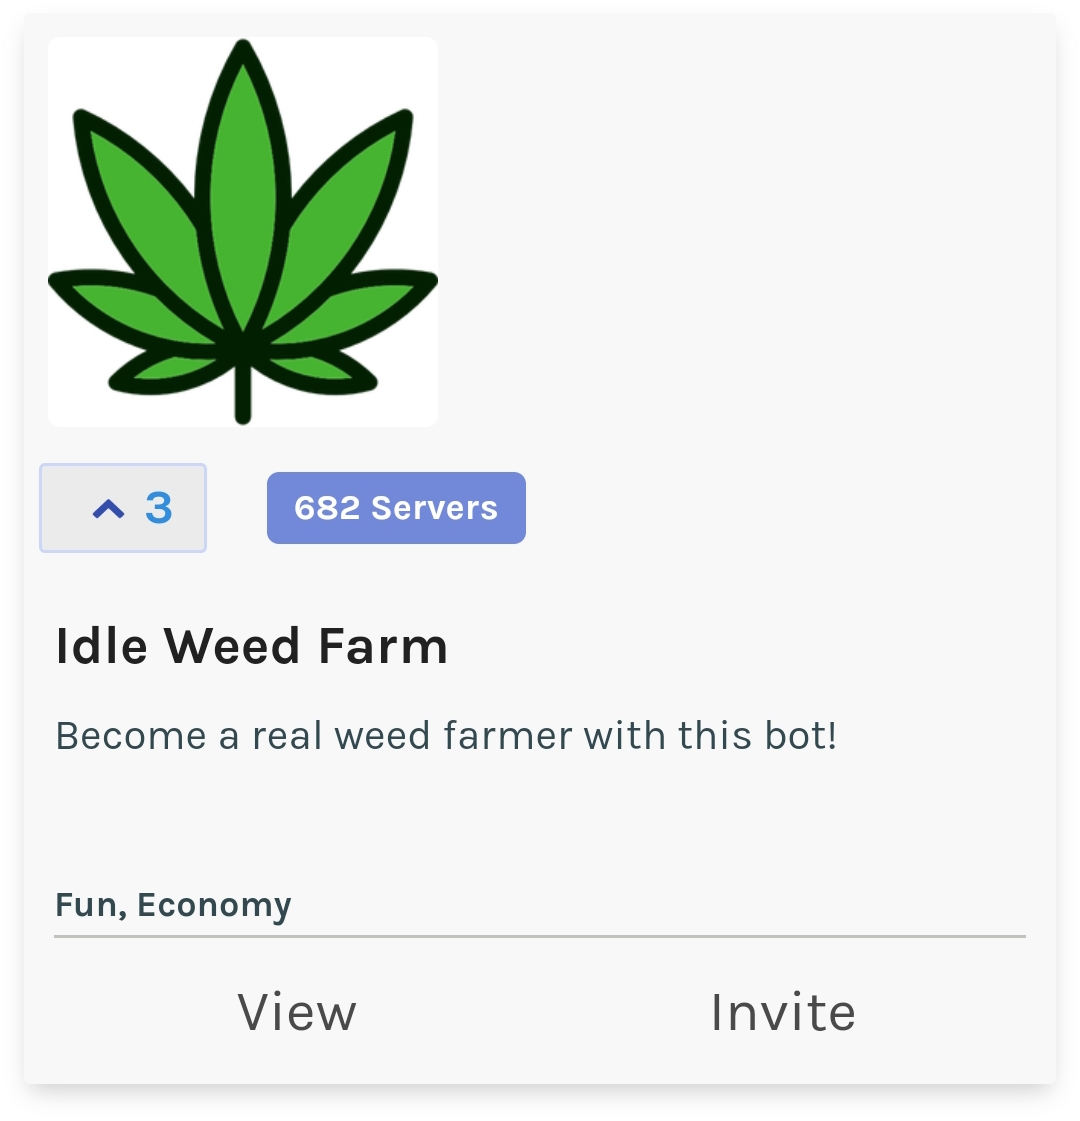 3
682 Servers
Idle Weed Farm
Become a real weed farmer with this bot!
Fun, Economy
View
Invite